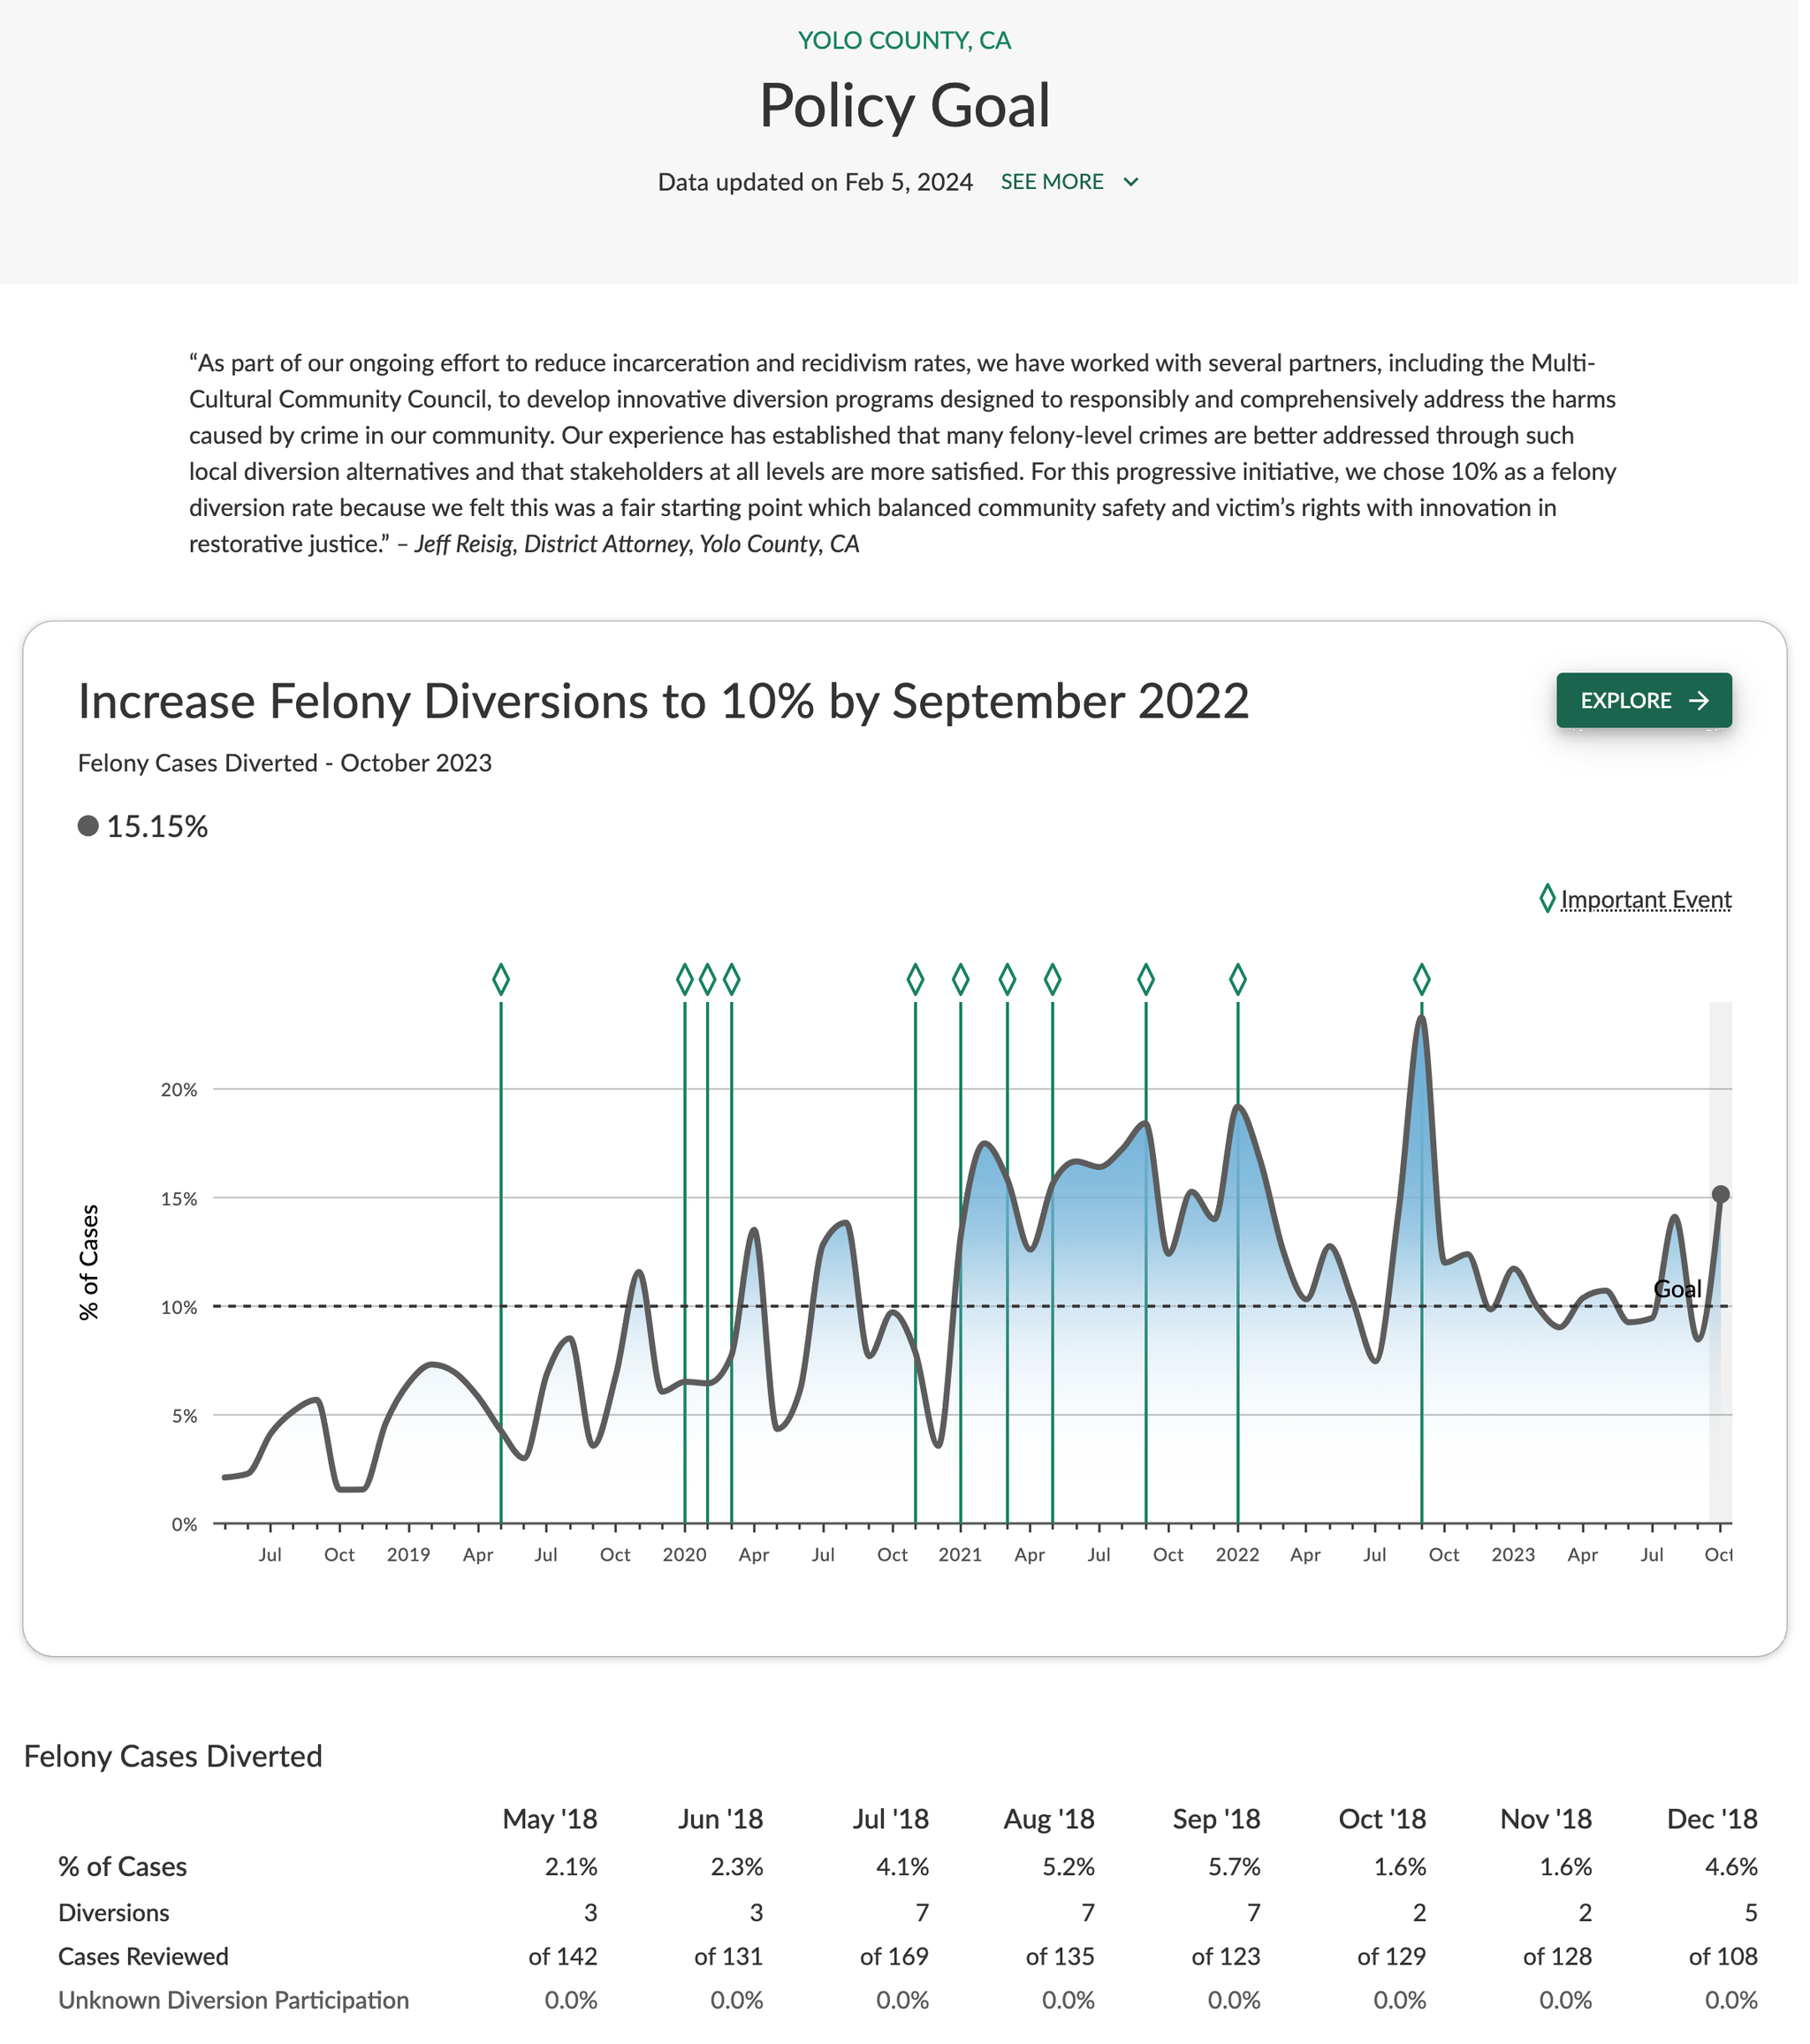 YOLO COUNTY, CA
Policy Goal
Data updated on Feb 5, 2024 SEE MORE
“As part of our ongoing effort to reduce incarceration and recidivism rates, we have worked with several partners, including the Multi-
Cultural Community Council, to develop innovative diversion programs designed to responsibly and comprehensively address the harms
caused by crime in our community. Our experience has established that many felony-level crimes are better addressed through such
local diversion alternatives and that stakeholders at all levels are more satisfied. For this progressive initiative, we chose 10% as a felony
diversion rate because we felt this was a fair starting point which balanced community safety and victim’s rights with innovation in
restorative justice.” – Jeff Reisig, District Attorney, Yolo County, CA
Increase Felony Diversions to 10% by September 2022
EXPLORE →
Felony Cases Diverted - October 2023
15.15%
Important Event
% of Cases
20%
15%
10%
5%
0%
Goal
Jul Oct 2019 Apr Jul Oct 2020 Apr Jul Oct 2021 Apr Jul Oct 2022 Apr Jul Oct 2023 Apr Jul Oct
Felony Cases Diverted
May '18 Jun '18 Jul '18 Aug '18 Sep '18 Oct '18 Nov '18 Dec '18
% of Cases 2.1% 2.3% 4.1% 5.2% 5.7% 1.6% 1.6% 4.6%
Diversions 3 3 7 7 7 2 2 5
Cases Reviewed of 142 of 131 of 169 of 135 of 123 of 129 of 128 of 108
Unknown Diversion Participation 0.0% 0.0% 0.0% 0.0% 0.0% 0.0% 0.0% 0.0%